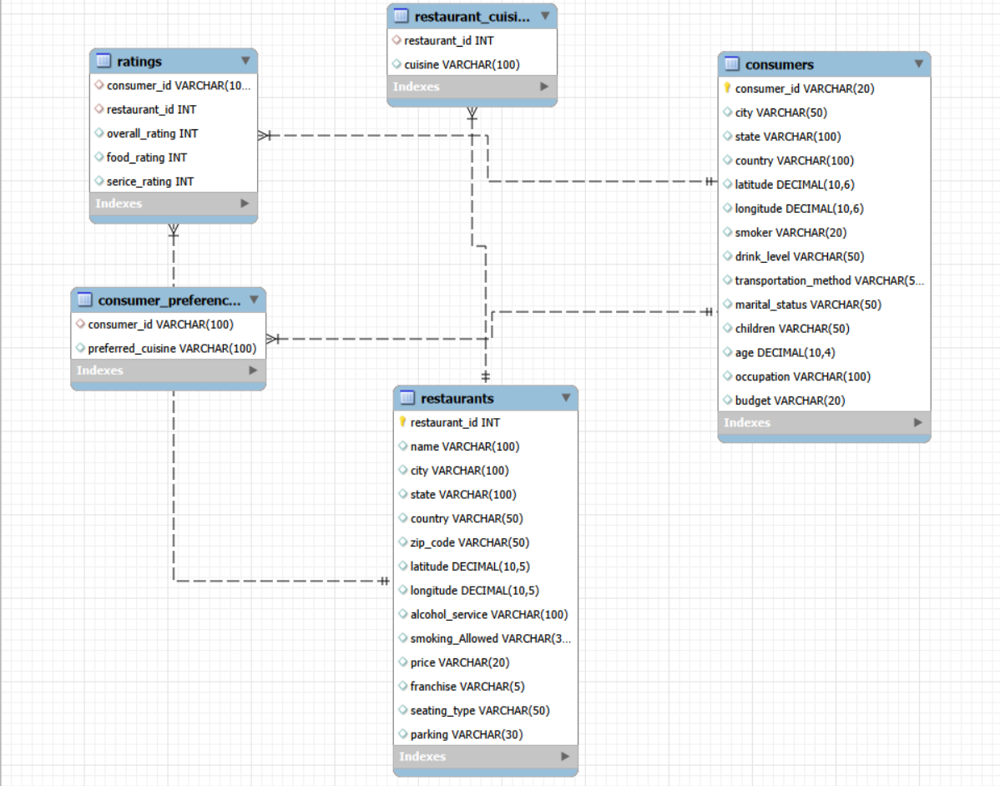 ratings
consumer_id VARCHAR(10...
restaurant_id INT
overall_rating INT
food_rating INT
serice_rating INT
Indexes
restaurant_cuisi...
restaurant_id INT
cuisine VARCHAR(100)
Indexes
consumers
consumer_id VARCHAR(20)
city VARCHAR(50)
state VARCHAR(100)
country VARCHAR(100)
latitude DECIMAL(10,6)
longitude DECIMAL(10,6)
smoker VARCHAR(20)
drink_level VARCHAR(50)
transportation_method VARCHAR(5...
marital_status VARCHAR(50)
children VARCHAR(50)
age DECIMAL(10,4)
occupation VARCHAR(100)
budget VARCHAR(20)
Indexes
consumer_preferenc...
consumer_id VARCHAR(100)
preferred_cuisine VARCHAR(100)
Indexes
restaurants
restaurant_id INT
name VARCHAR(100)
city VARCHAR(100)
state VARCHAR(100)
country VARCHAR(50)
zip_code VARCHAR(50)
latitude DECIMAL(10,5)
longitude DECIMAL(10,5)
alcohol_service VARCHAR(100)
smoking_Allowed VARCHAR(3...
price VARCHAR(20)
franchise VARCHAR(5)
seating_type VARCHAR(50)
parking VARCHAR(30)
Indexes